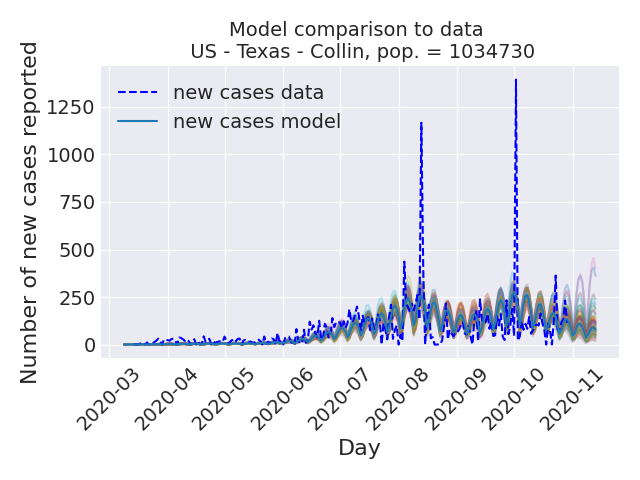 Model comparison to data
US - Texas - Collin, pop. = 1034730
new cases data
new cases model
Number of new cases reported
1250
1000
750
500
250
0
2020-03
2020-04
2020-05
2020-06
2020-07
2020-08
2020-09
2020-10
2020-11
Day